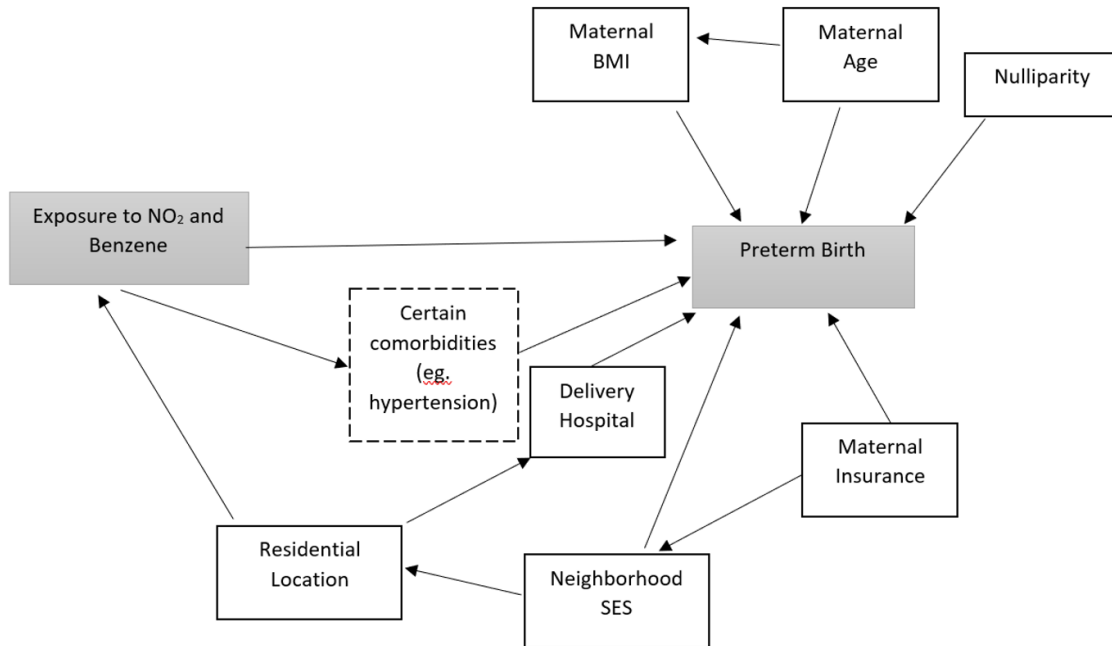 Maternal
BMI
Maternal
Age
Nulliparity
Exposure to NO₂ and
Benzene
Preterm Birth
Certain
comorbidities
(eg.
hypertension)
Delivery
Hospital
Maternal
Insurance
Residential
Location
Neighborhood
SES